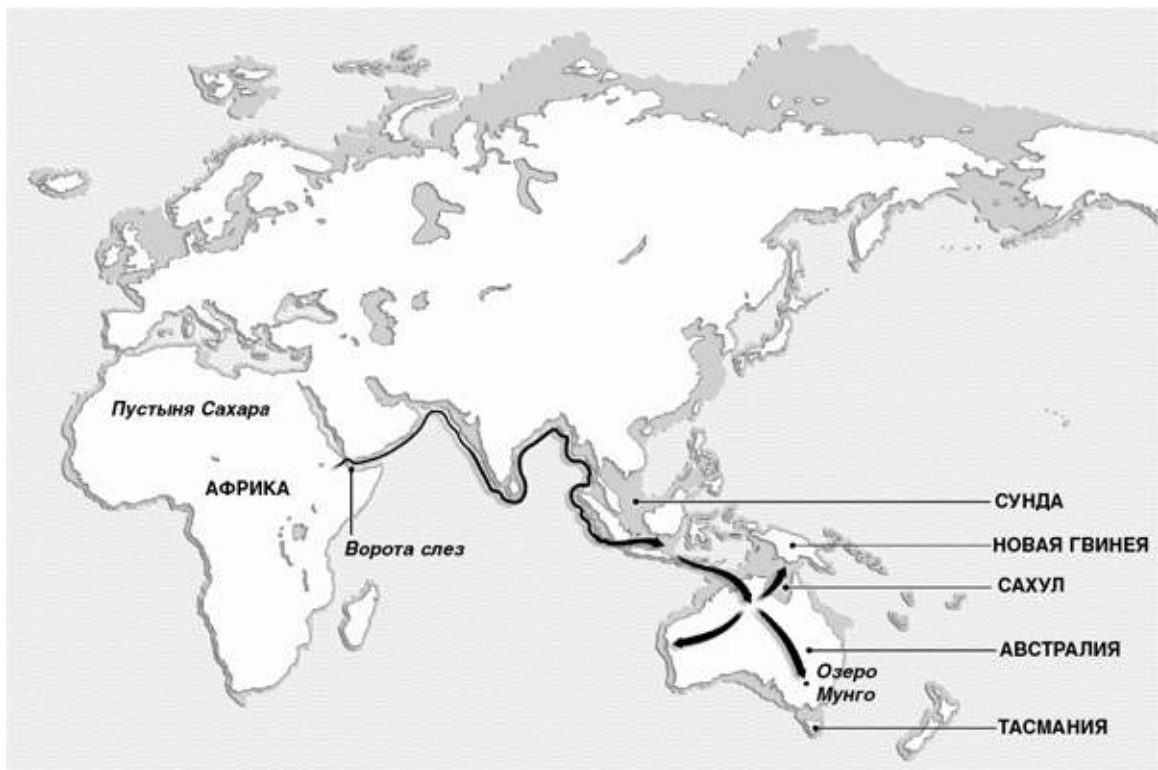 Пустыня Сахара
АФРИКА
Ворота слез
СУНДА
НОВАЯ ГВИНЕЯ
САХУЛ
АВСТРАЛИЯ
Озеро
Мунго
ТАСМАНИЯ